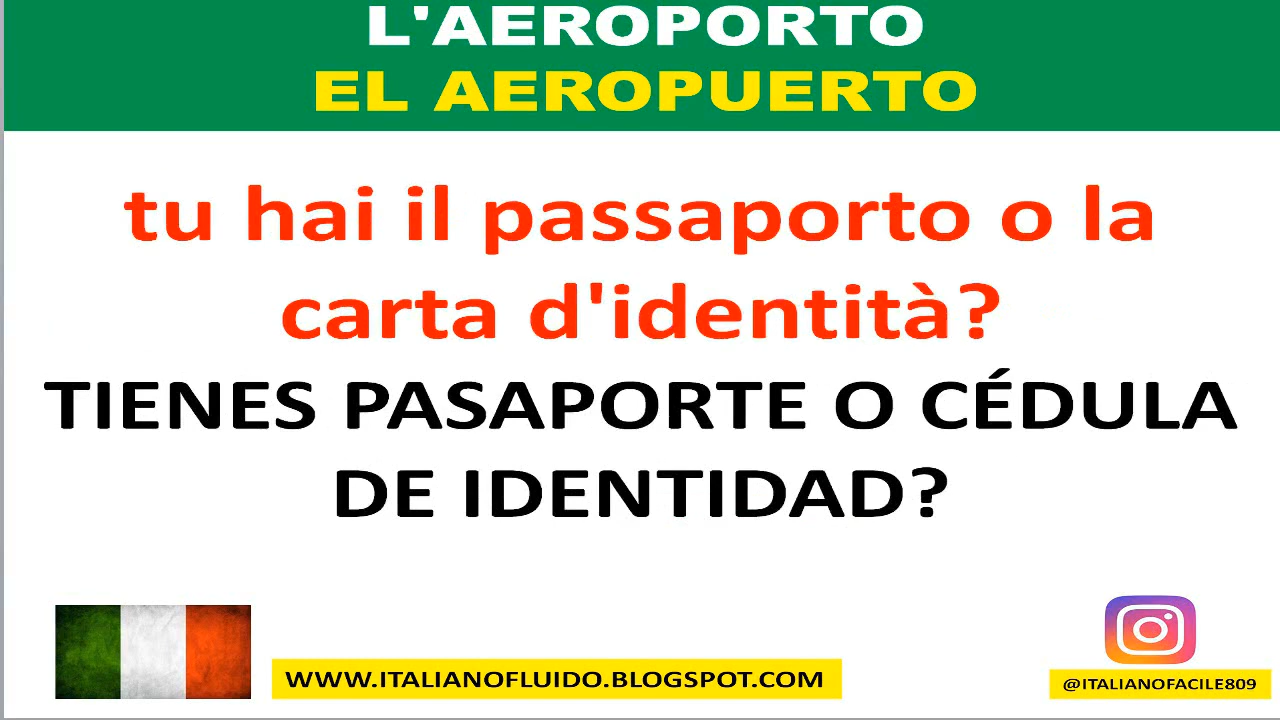 L'AEROPORTO
EL AEROPUERTO
tu hai il passaporto o la
carta d'identità?
TIENES PASAPORTE O CÉDULA
DE IDENTIDAD?
WWW.ITALIANOFLUIDO.BLOGSPOT.COM
@ITALIANOFACILE809